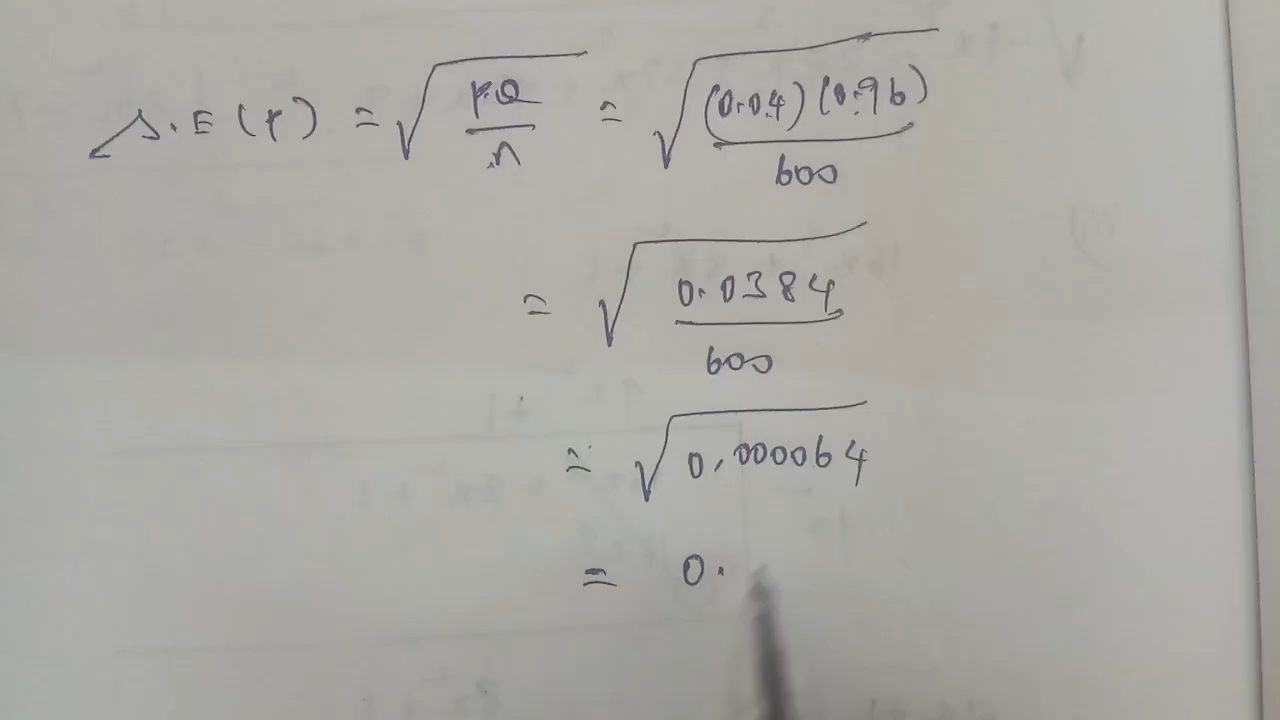 S.E (p) = √PQ/n = √(0.04)(0.96)/600
= √0.0384/600
= √0.000064
= 0.